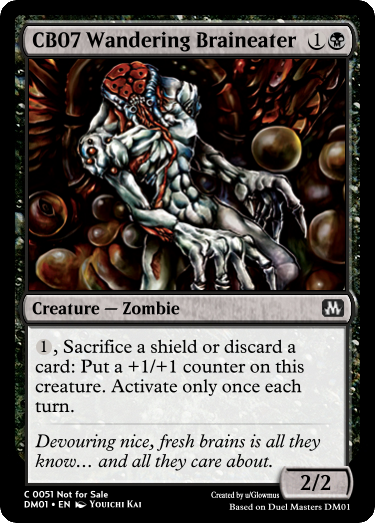 CB07 Wandering Braineater 1
Creature — Zombie
1, Sacrifice a shield or discard a
card: Put a +1/+1 counter on this
creature. Activate only once each
turn.
Devouring nice, fresh brains is all they
know… and all they care about.
2/2
C 0051 Not for Sale
DM01 • EN Youichi Kai
Created by u/Glowmus
Based on Duel Masters DM01